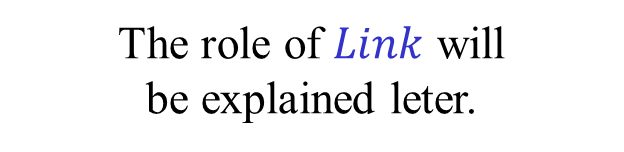 The role of Link will
be explained leter.